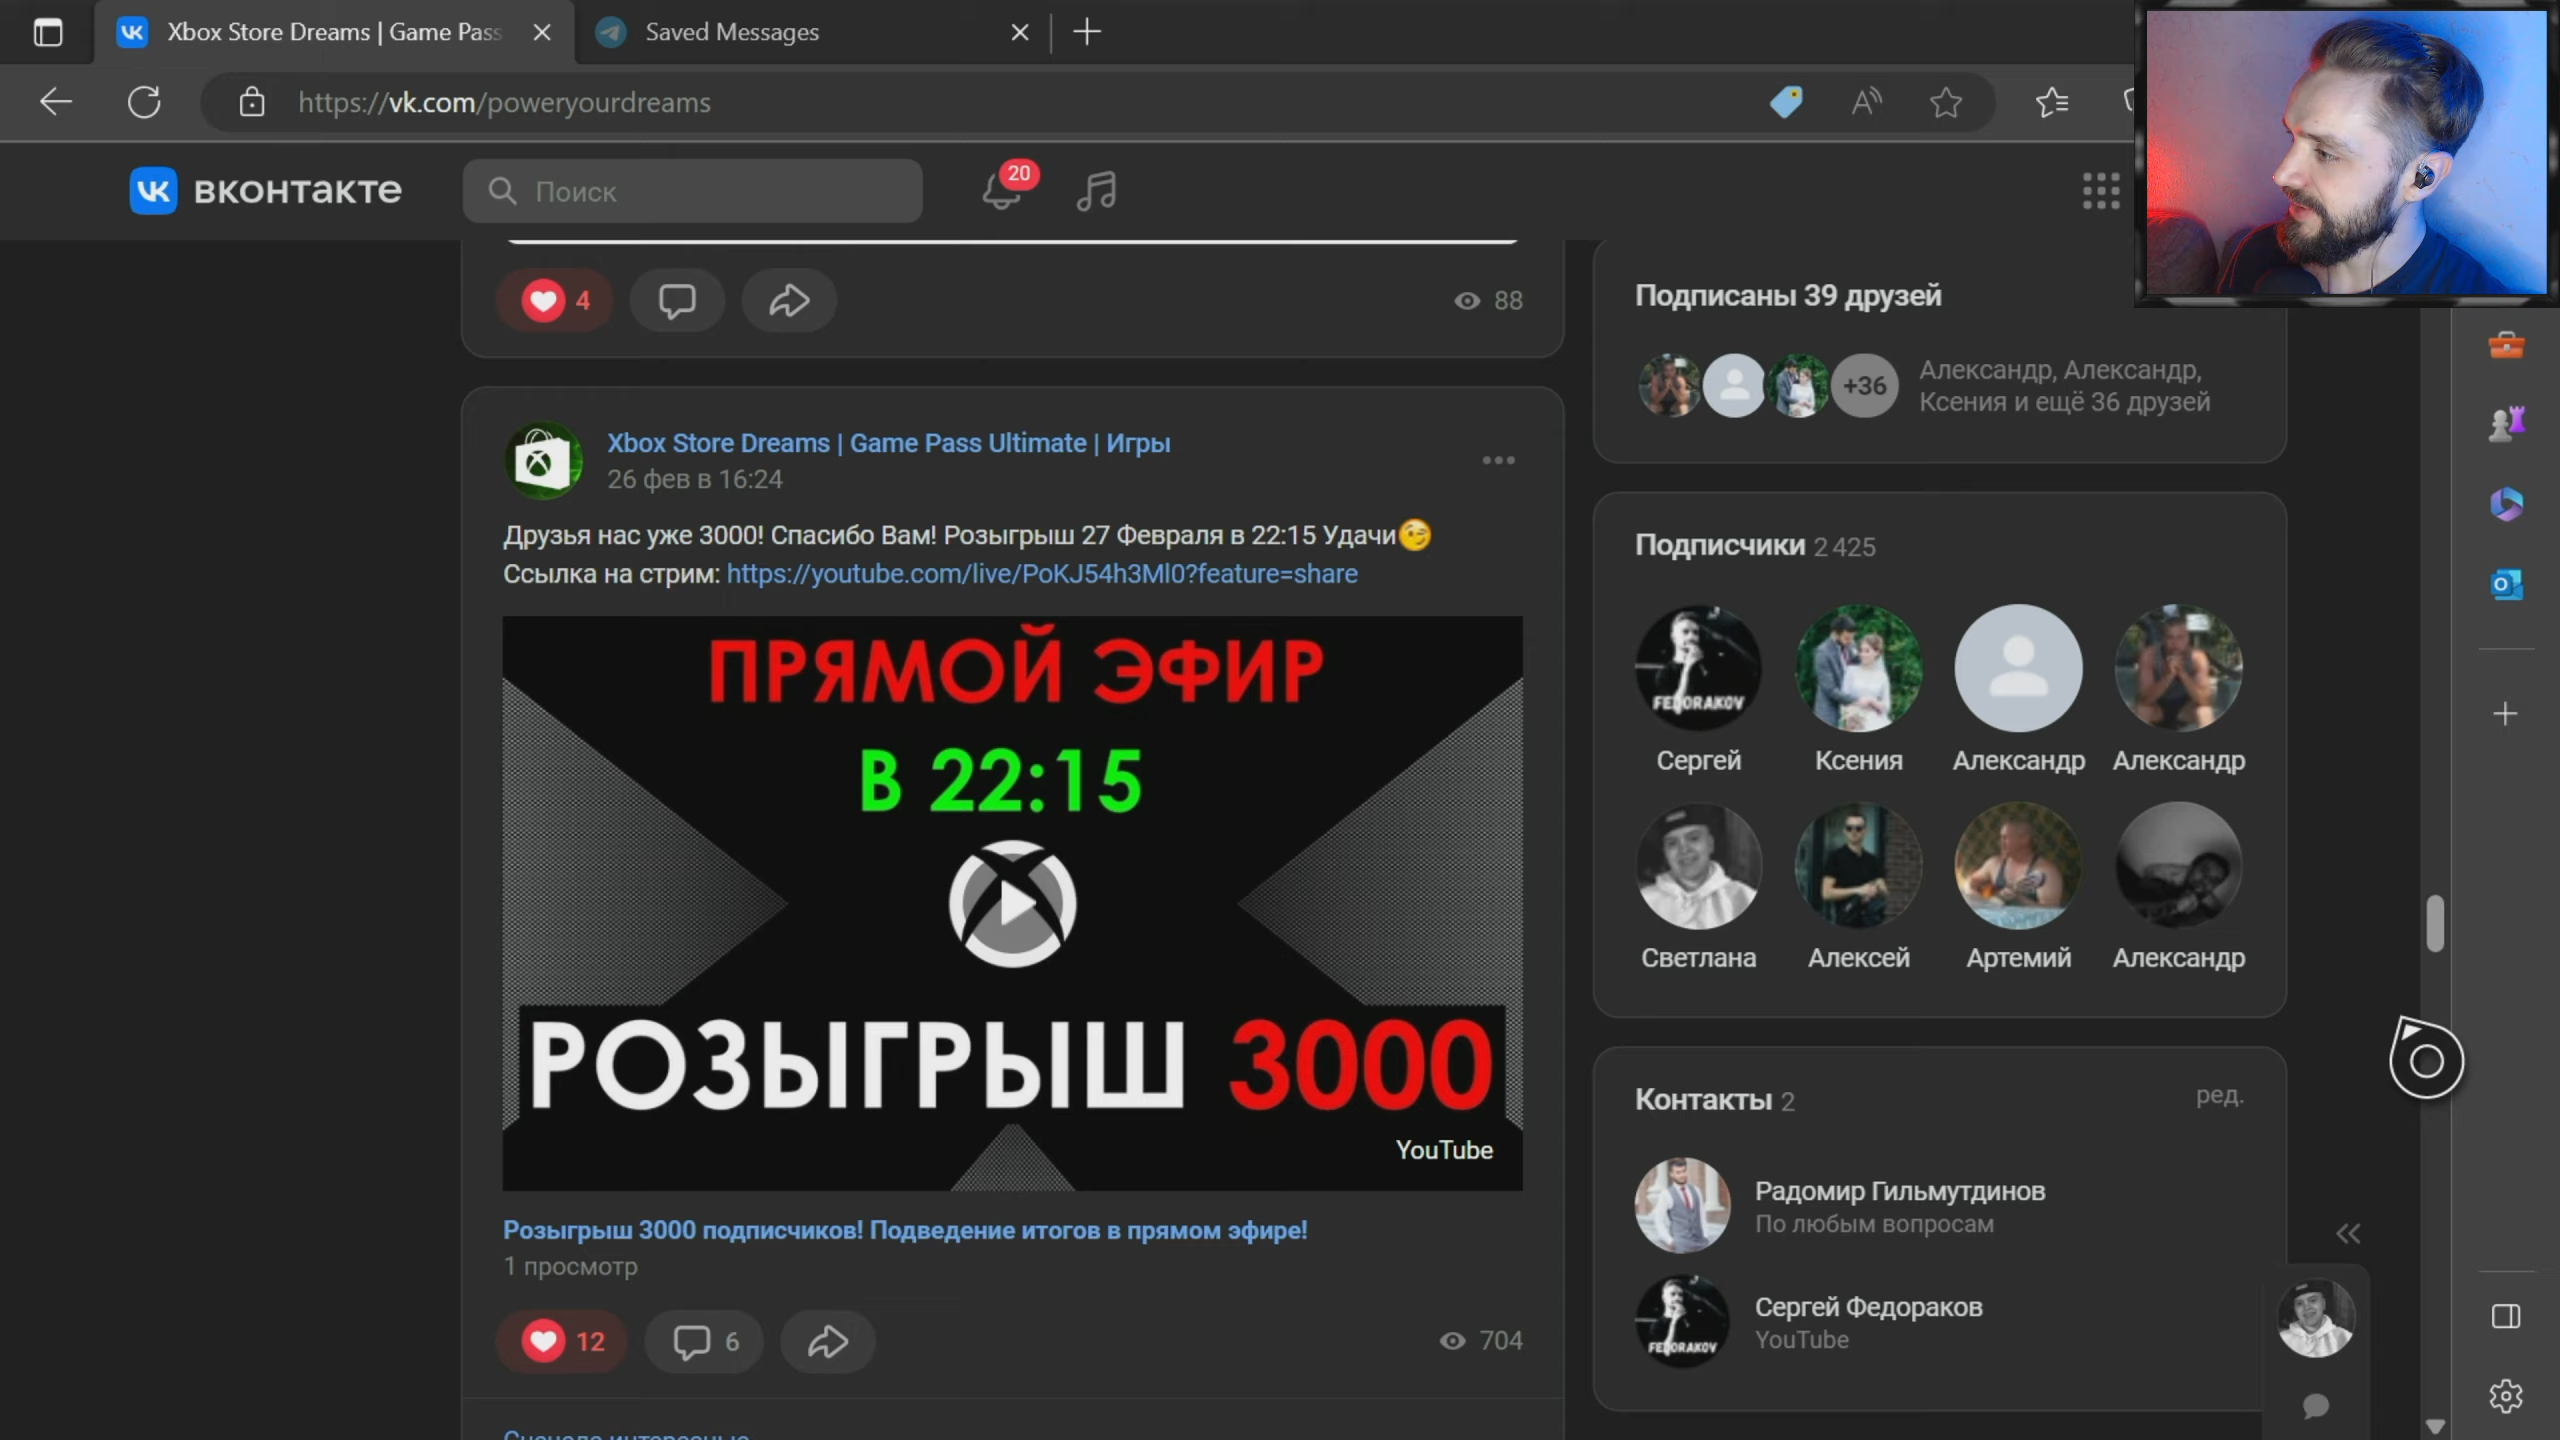 Xbox Store Dreams | Game Pass
Saved Messages
https://vk.com/poweryourdreams
вконтакте
Поиск
20
4
88
Xbox Store Dreams | Game Pass Ultimate | Игры
26 фев в 16:24
Друзья нас уже 3000! Спасибо Вам! Розыгрыш 27 Февраля в 22:15 Удачи😉
Ссылка на стрим: https://youtube.com/live/PoKJ54h3Ml0?feature=share
ПРЯМОЙ ЭФИР
В 22:15
РОЗЫГРЫШ 3000
YouTube
Розыгрыш 3000 подписчиков! Подведение итогов в прямом эфире!
1 просмотр
12
6
704
Сначала интересные
Подписаны 39 друзей
+36
Александр, Александр,
Ксения и ещё 36 друзей
Подписчики 2 425
FEDORAKOV
Сергей
Ксения
Александр
Александр
Светлана
Алексей
Артемий
Александр
Контакты 2
ред.
Радомир Гильмутдинов
По любым вопросам
FEDORAKOV
Сергей Федораков
YouTube